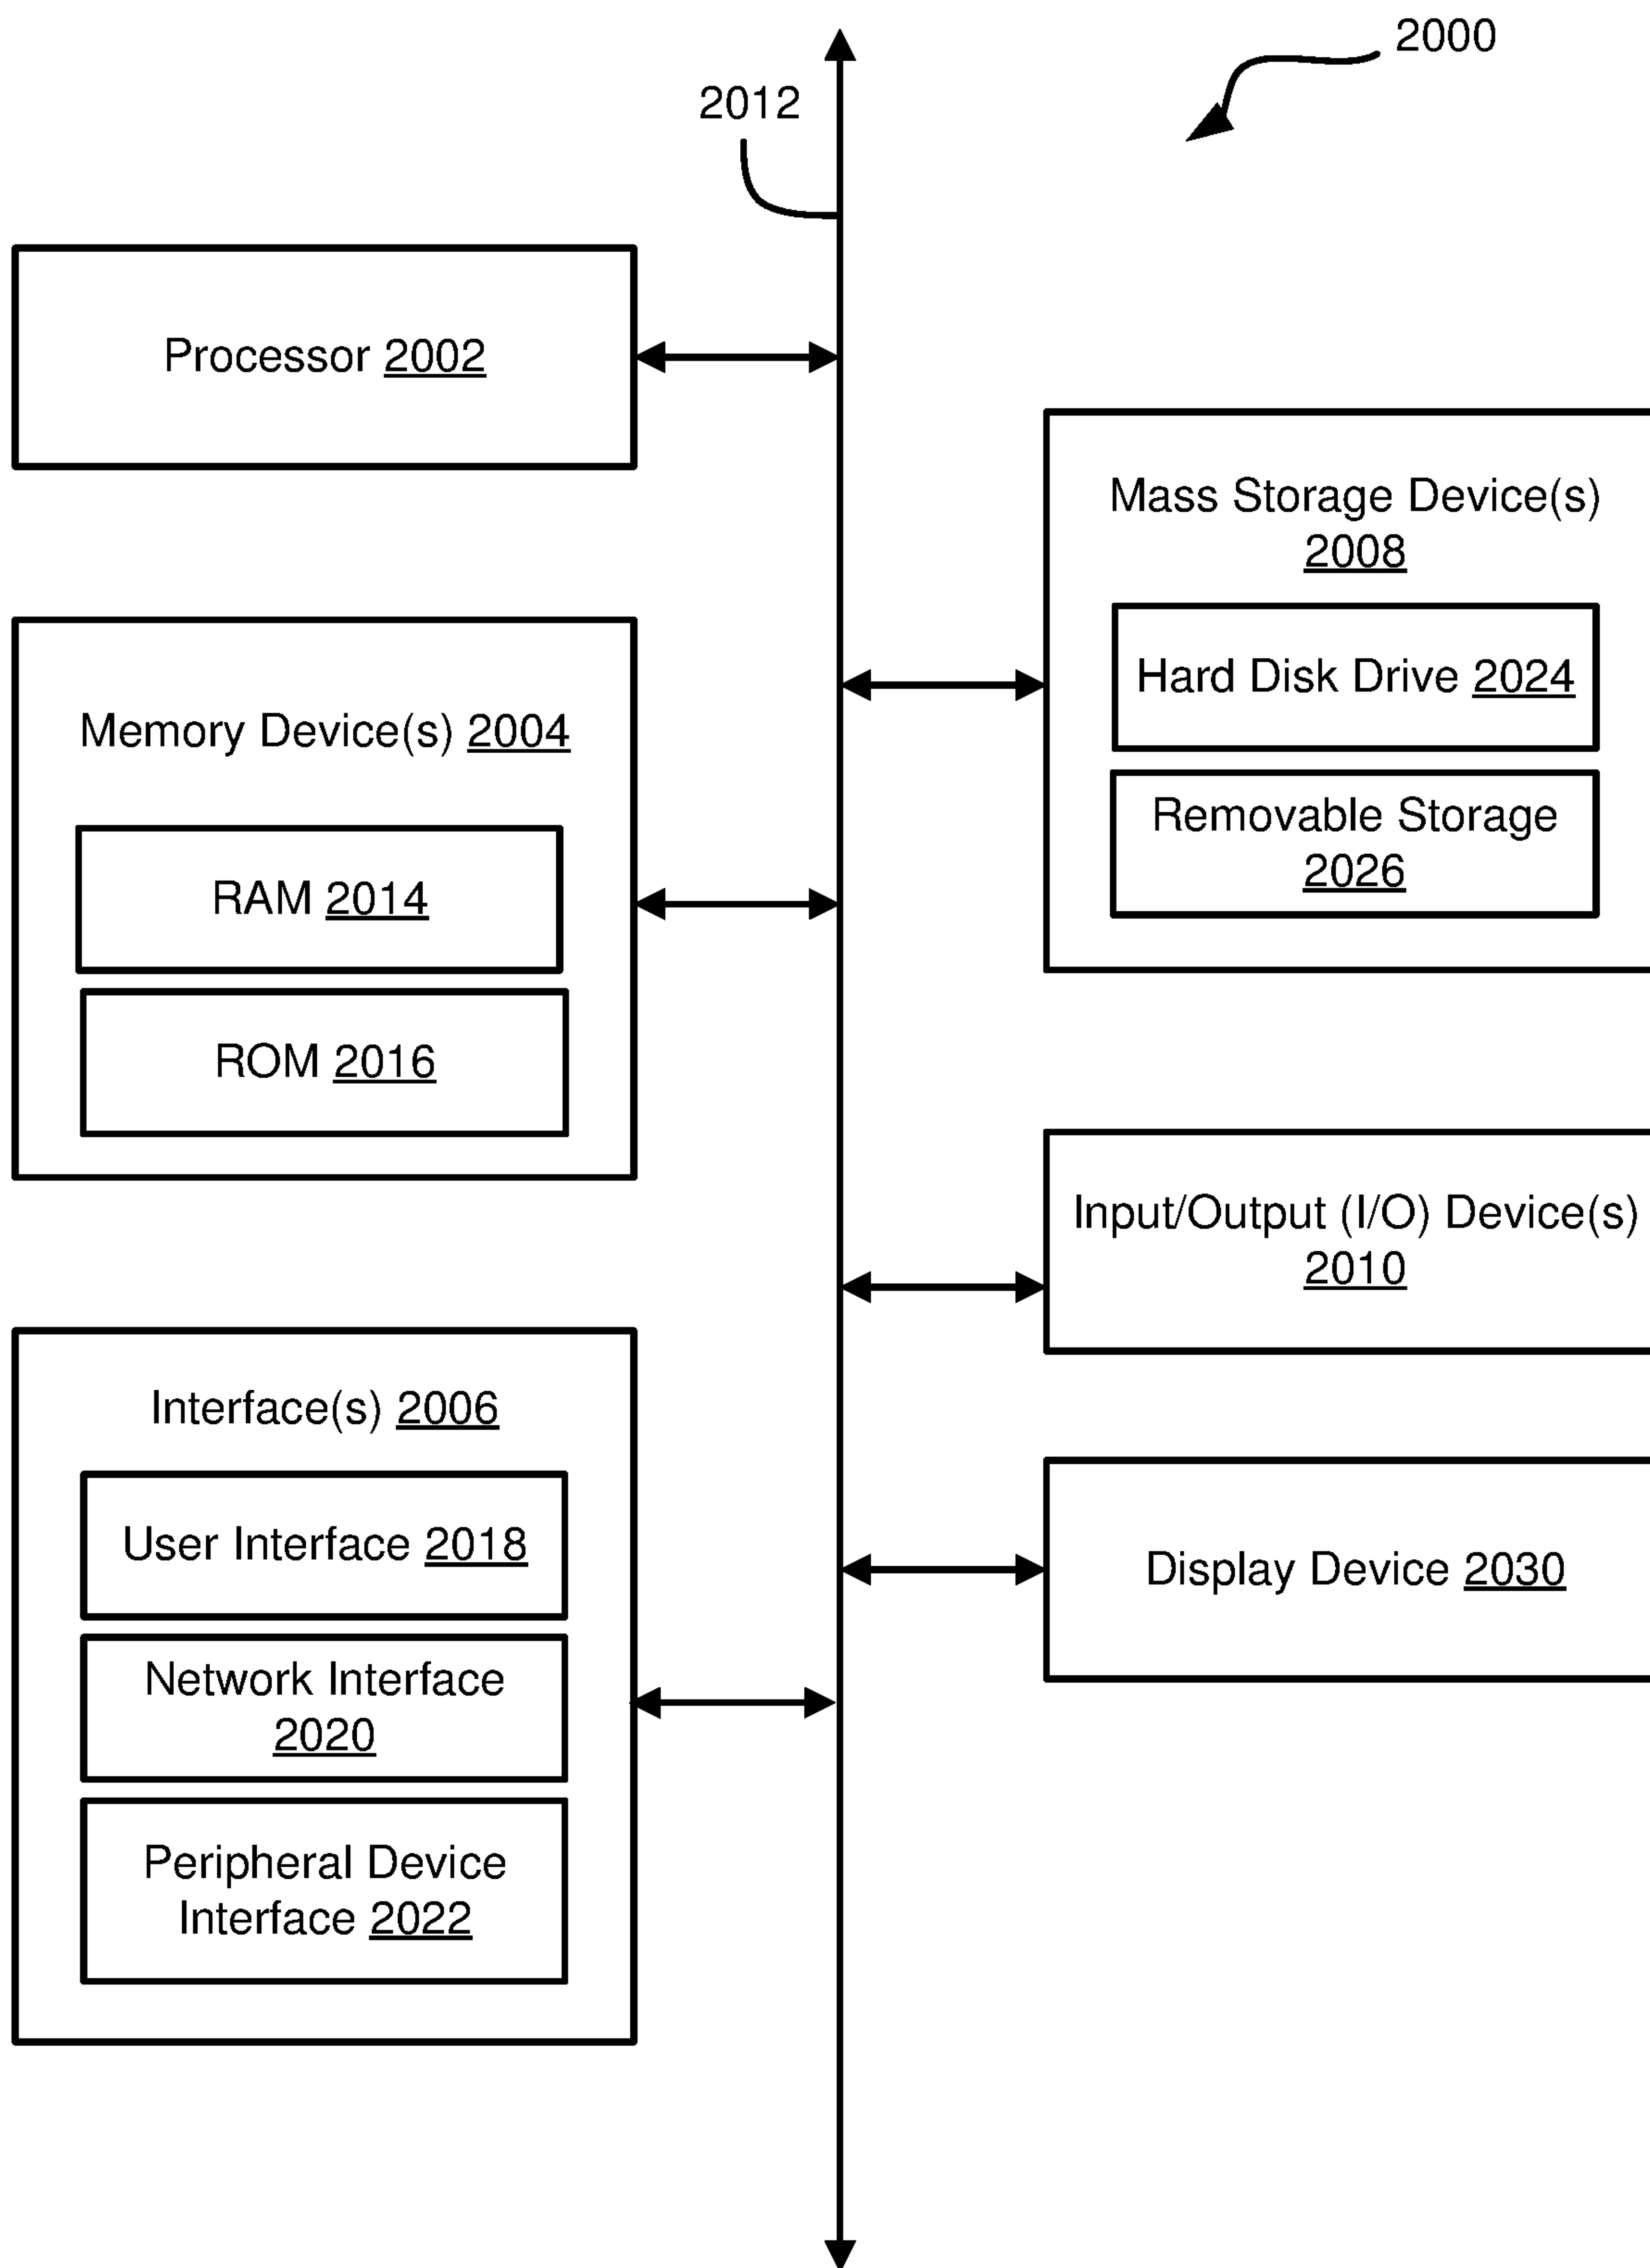 2000
2012
Processor 2002
Mass Storage Device(s)
2008
Hard Disk Drive 2024
Removable Storage
2026
Memory Device(s) 2004
RAM 2014
ROM 2016
Input/Output (I/O) Device(s)
2010
Interface(s) 2006
User Interface 2018
Network Interface
2020
Peripheral Device
Interface 2022
Display Device 2030